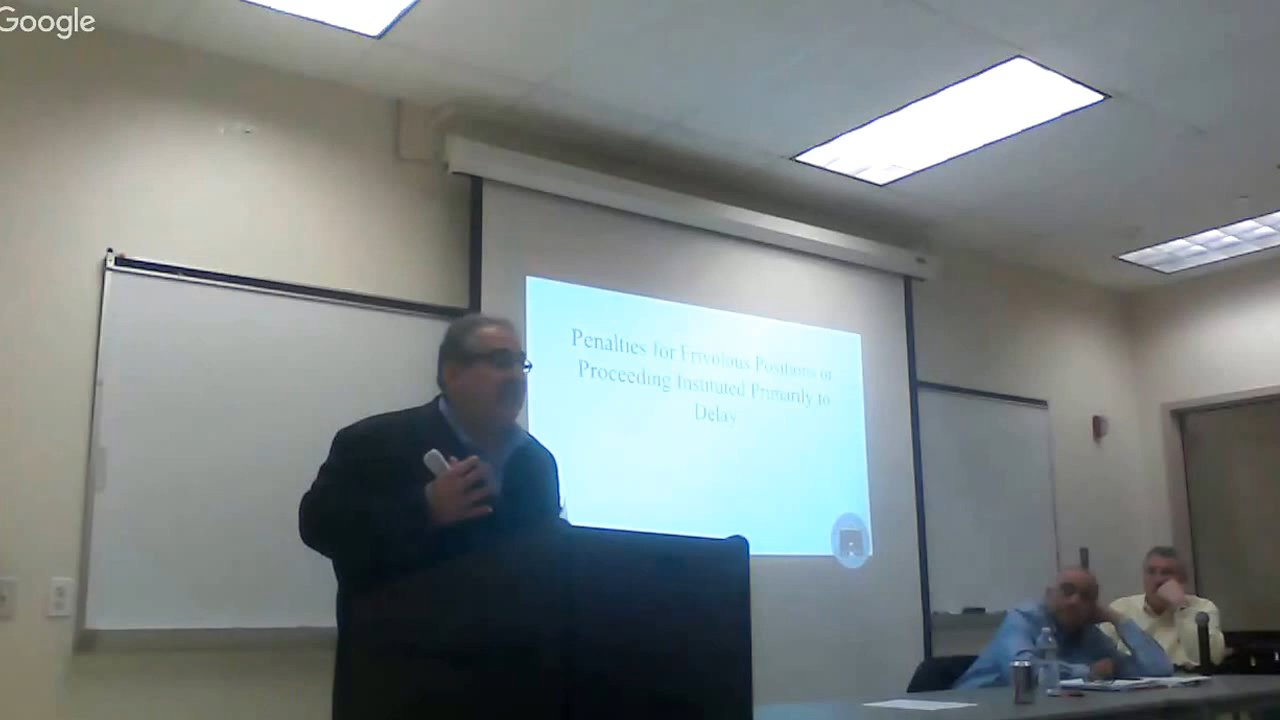 Google
Penalties for Frivolous Positions or
Proceeding Instituted Primarily to
Delay